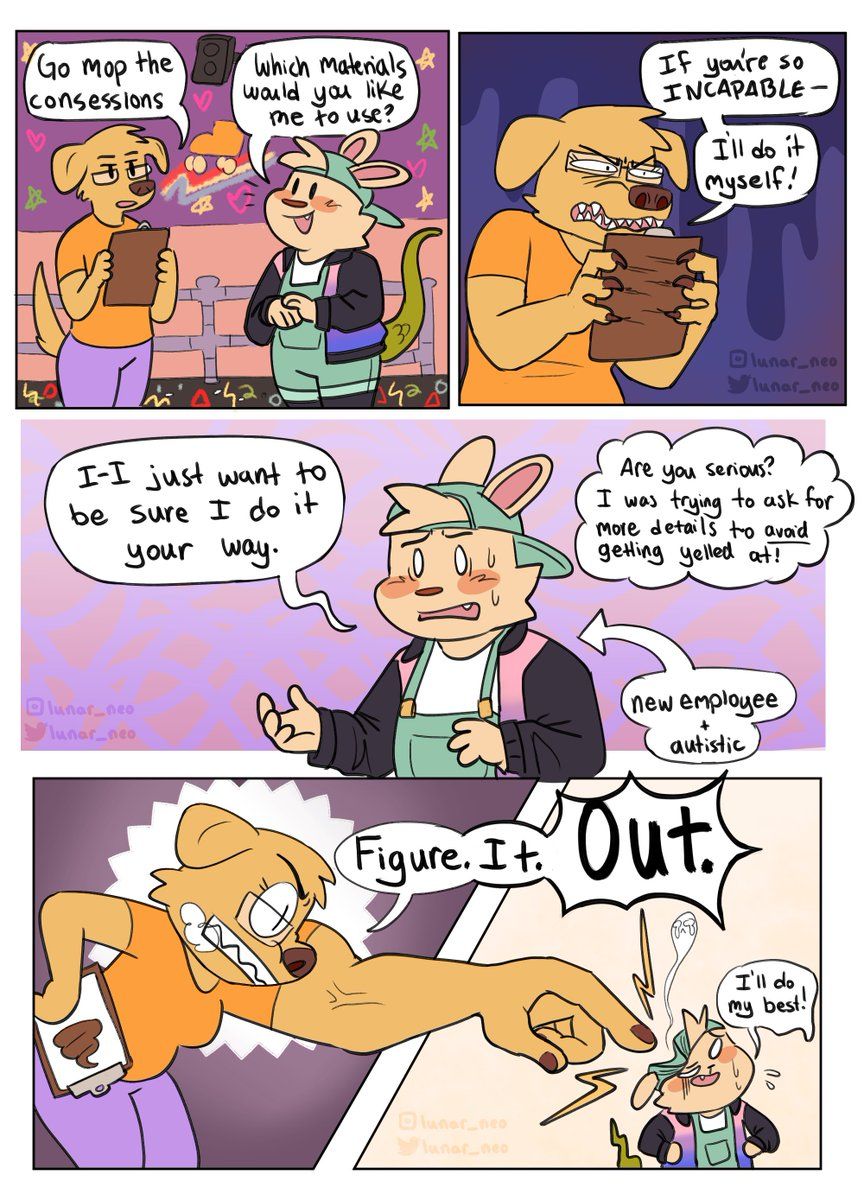 Go mop the
consessions
Which materials
would you like
me to use?
If you're so
INCAPABLE-
I'll do it
myself!
lunar_neo
lunar_neo
I-I just want to
be sure I do it
your way.
Are you serious?
I was trying to ask for
more details to avoid
getting yelled at!
new employee
+
autistic
lunar_neo
lunar_neo
Figure. It. Out.
I'll do
my best!
lunar_neo
lunar_neo